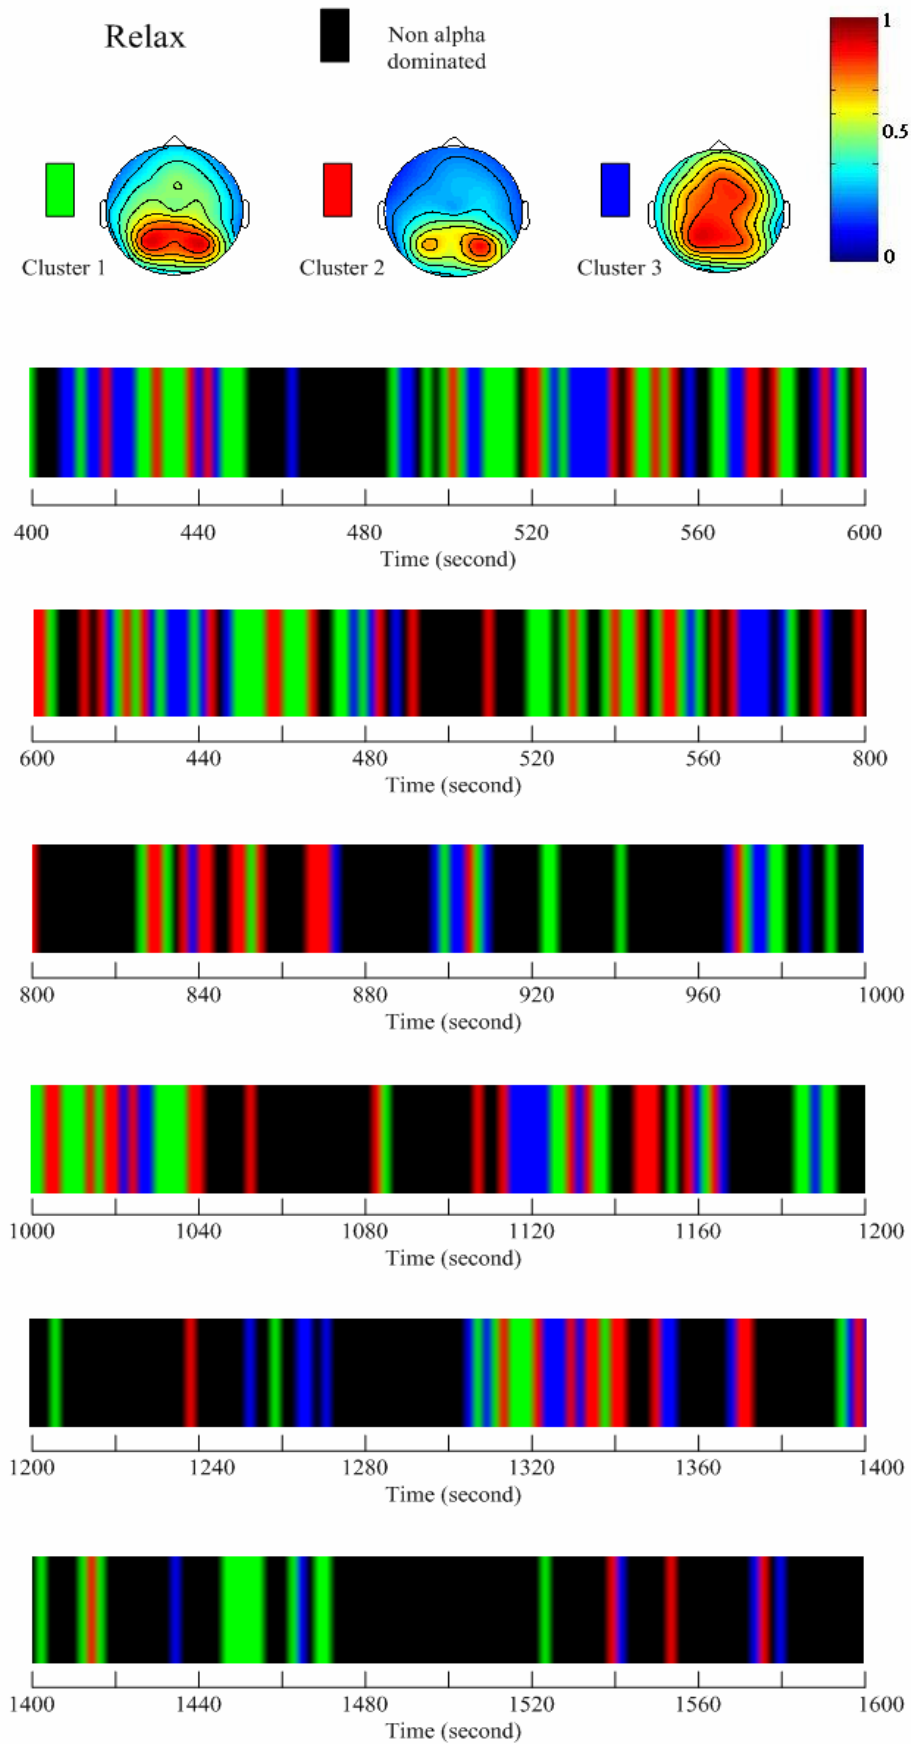 Relax
Non alpha
dominated
1
0.5
0
Cluster 1
Cluster 2
Cluster 3
400 440 480 520 560 600
Time (second)
600 440 480 520 560 800
Time (second)
800 840 880 920 960 1000
Time (second)
1000 1040 1080 1120 1160 1200
Time (second)
1200 1240 1280 1320 1360 1400
Time (second)
1400 1440 1480 1520 1560 1600
Time (second)